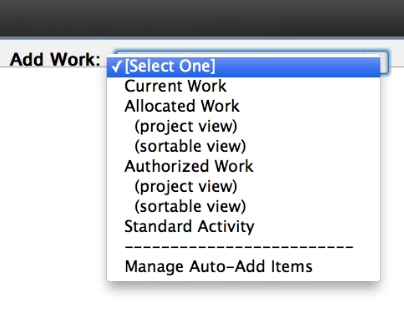 Add Work:
✓[Select One]
Current Work
Allocated Work
(project view)
(sortable view)
Authorized Work
(project view)
(sortable view)
Standard Activity
--------------------------
Manage Auto-Add Items